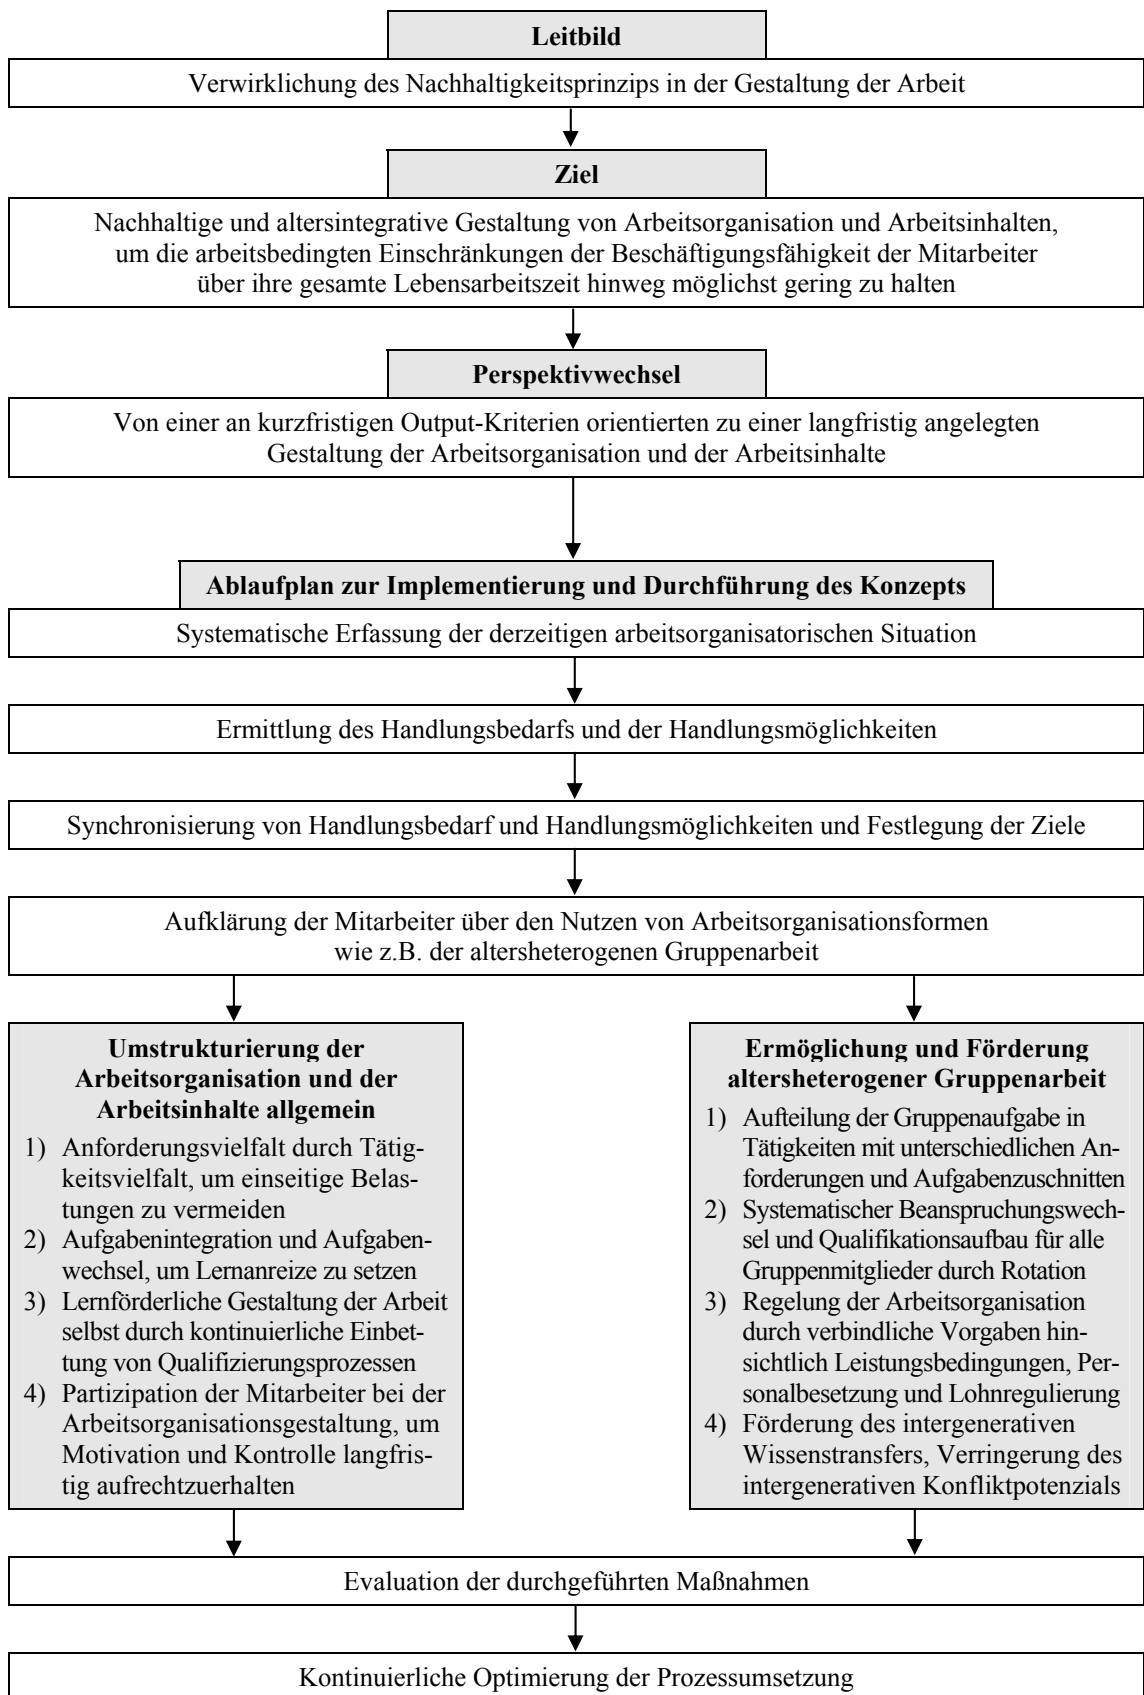 Leitbild
Verwirklichung des Nachhaltigkeitsprinzips in der Gestaltung der Arbeit
Ziel
Nachhaltige und altersintegrative Gestaltung von Arbeitsorganisation und Arbeitsinhalten,
um die arbeitsbedingten Einschränkungen der Beschäftigungsfähigkeit der Mitarbeiter
über ihre gesamte Lebensarbeitszeit hinweg möglichst gering zu halten
Perspektivwechsel
Von einer an kurzfristigen Output-Kriterien orientierten zu einer langfristig angelegten
Gestaltung der Arbeitsorganisation und der Arbeitsinhalte
Ablaufplan zur Implementierung und Durchführung des Konzepts
Systematische Erfassung der derzeitigen arbeitsorganisatorischen Situation
Ermittlung des Handlungsbedarfs und der Handlungsmöglichkeiten
Synchronisierung von Handlungsbedarf und Handlungsmöglichkeiten und Festlegung der Ziele
Aufklärung der Mitarbeiter über den Nutzen von Arbeitsorganisationsformen
wie z.B. der altersheterogenen Gruppenarbeit
Umstrukturierung der
Arbeitsorganisation und der
Arbeitsinhalte allgemein
1) Anforderungsvielfalt durch Tätig-
keitsvielfalt, um einseitige Belas-
tungen zu vermeiden
2) Aufgabenintegration und Aufgaben-
wechsel, um Lernanreize zu setzen
3) Lernförderliche Gestaltung der Arbeit
selbst durch kontinuierliche Einbet-
tung von Qualifizierungsprozessen
4) Partizipation der Mitarbeiter bei der
Arbeitsorganisationsgestaltung, um
Motivation und Kontrolle langfris-
tig aufrechtzuerhalten
Ermöglichung und Förderung
altersheterogener Gruppenarbeit
1) Aufteilung der Gruppenaufgabe in
Tätigkeiten mit unterschiedlichen An-
forderungen und Aufgabenzuschnitten
2) Systematischer Beanspruchungswech-
sel und Qualifikationsaufbau für alle
Gruppenmitglieder durch Rotation
3) Regelung der Arbeitsorganisation
durch verbindliche Vorgaben hin-
sichtlich Leistungsbedingungen, Per-
sonalbesetzung und Lohnregulierung
4) Förderung des intergenerativen
Wissenstransfers, Verringerung des
intergenerativen Konfliktpotenzials
Evaluation der durchgeführten Maßnahmen
Kontinuierliche Optimierung der Prozessumsetzung